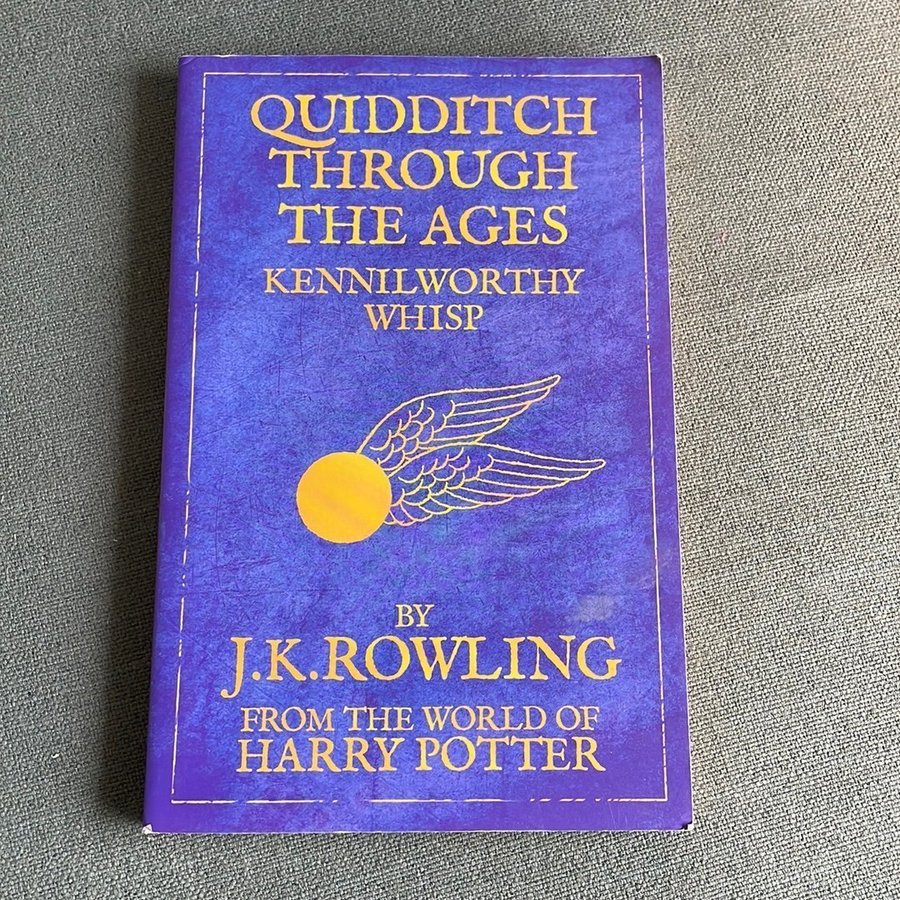 QUIDDITCH
THROUGH
THE AGES
KENNILWORTHY
WHISP
BY
J.K.ROWLING
FROM THE WORLD OF
HARRY POTTER